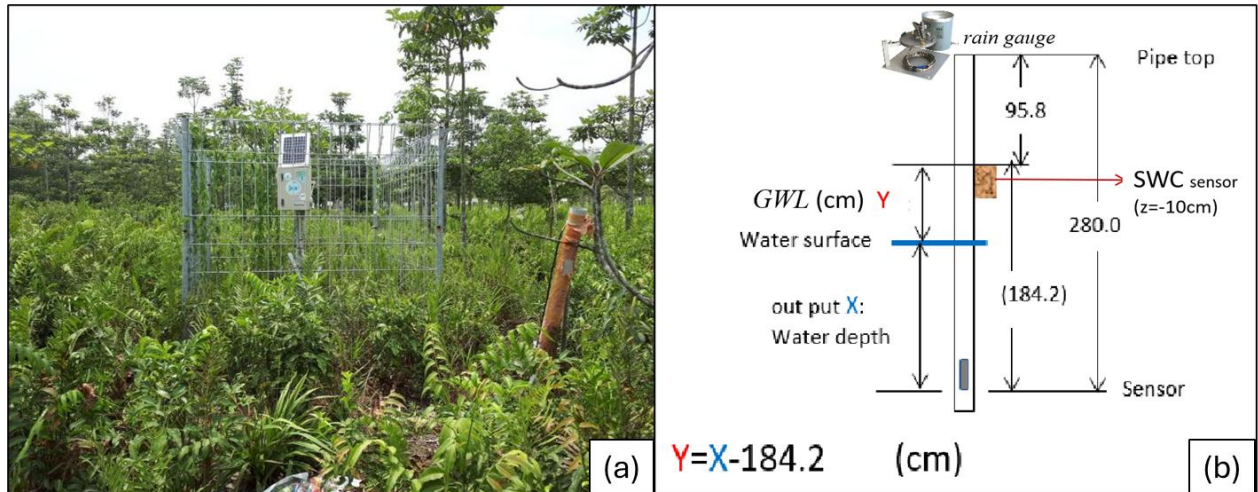 (a)
rain gauge
Pipe top
95.8
SWC sensor
(z=-10cm)
GWL (cm) Y
280.0
Water surface
(184.2)
out put X:
Water depth
Sensor
Y=X-184.2 (cm)
(b)